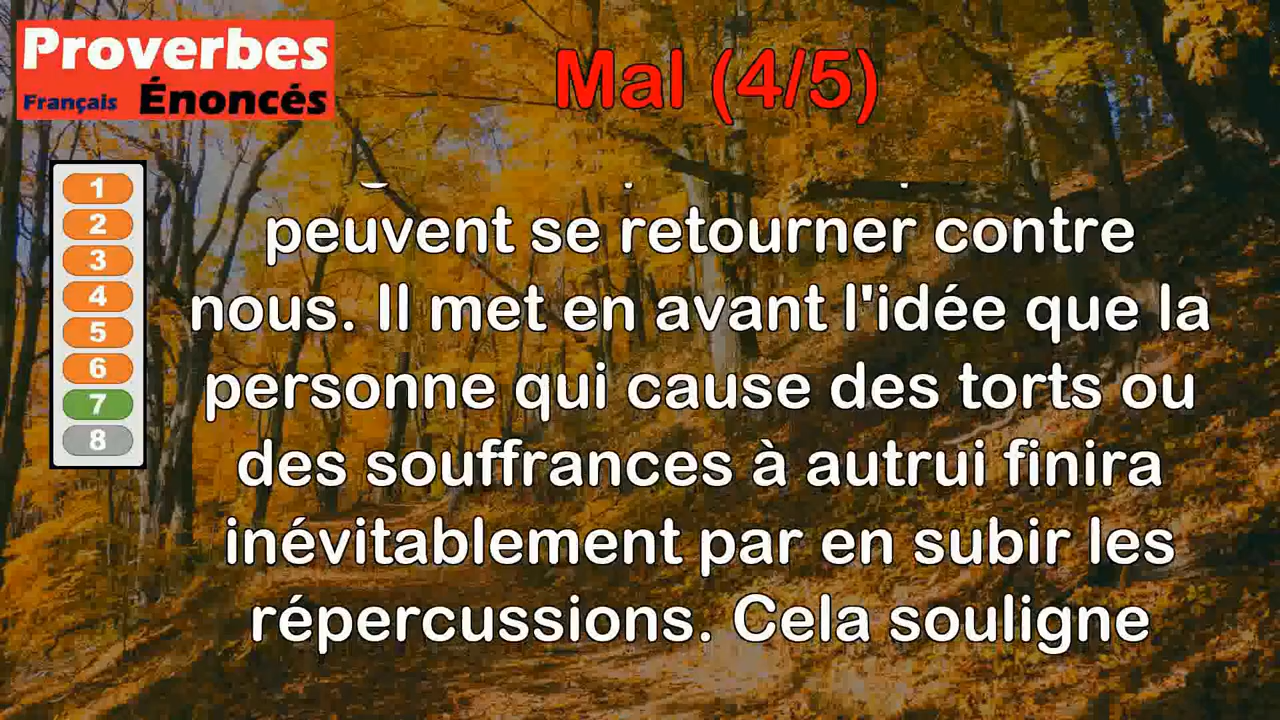 Proverbes
Français Énoncés
Mal (4/5)
1
2
3
4
5
6
7
8
peuvent se retourner contre
nous. Il met en avant l'idée que la
personne qui cause des torts ou
des souffrances à autrui finira
inévitablement par en subir les
répercussions. Cela souligne